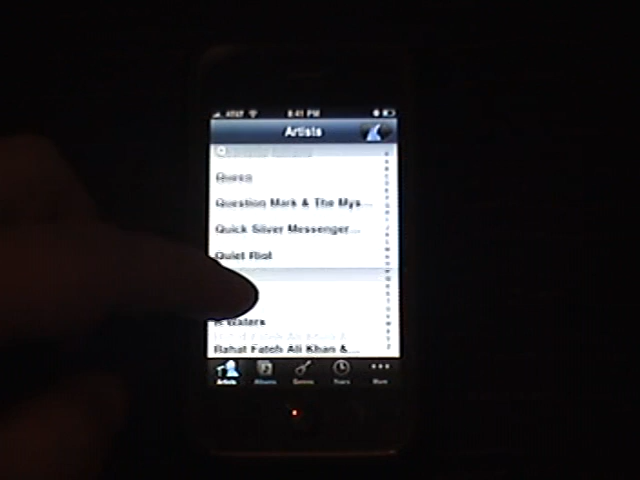 AT&T 8:41 PM
Artists
Queen
Question Mark & The Mys...
Quick Silver Messenger...
Quiet Riot
Rahat Fateh Ali Khan &...
Artists Albums Genres Years More